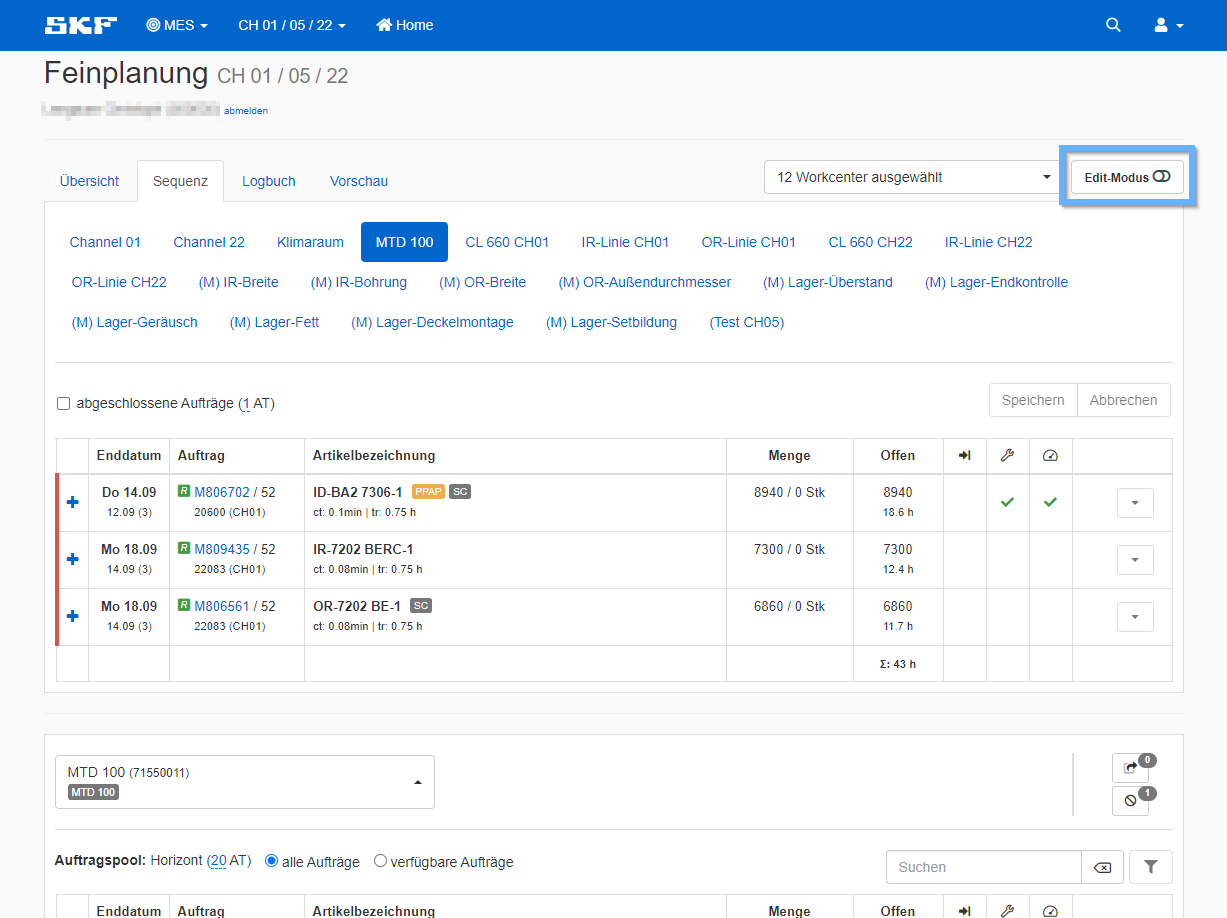 SKF MES CH 01 / 05 / 22 Home
Feinplanung CH 01 / 05 / 22
abmelden
Übersicht Sequenz Logbuch Vorschau 12 Workcenter ausgewählt Edit-Modus
Channel 01 Channel 22 Klimaraum MTD 100 CL 660 CH01 IR-Linie CH01 OR-Linie CH01 CL 660 CH22 IR-Linie CH22
OR-Linie CH22 (M) IR-Breite (M) IR-Bohrung (M) OR-Breite (M) OR-Außendurchmesser (M) Lager-Überstand (M) Lager-Endkontrolle
(M) Lager-Geräusch (M) Lager-Fett (M) Lager-Deckelmontage (M) Lager-Setbildung (Test CH05)
abgeschlossene Aufträge (1 AT) Speichern Abbrechen
Enddatum Auftrag Artikelbezeichnung Menge Offen
Do 14.09 R M806702 / 52 ID-BA2 7306-1 PPAP SC 8940 / 0 Stk 8940
12.09 (3) 20600 (CH01) ct: 0.1min | tr: 0.75 h 18.6 h
Mo 18.09 R M809435 / 52 IR-7202 BERC-1 7300 / 0 Stk 7300
14.09 (3) 22083 (CH01) ct: 0.08min | tr: 0.75 h 12.4 h
Mo 18.09 R M806561 / 52 OR-7202 BE-1 SC 6860 / 0 Stk 6860
14.09 (3) 22083 (CH01) ct: 0.08min | tr: 0.75 h 11.7 h
Σ: 43 h
MTD 100 (71550011) 0
MTD 100 1
Auftragspool: Horizont (20 AT) alle Aufträge verfügbare Aufträge Suchen
Enddatum Auftrag Artikelbezeichnung Menge Offen